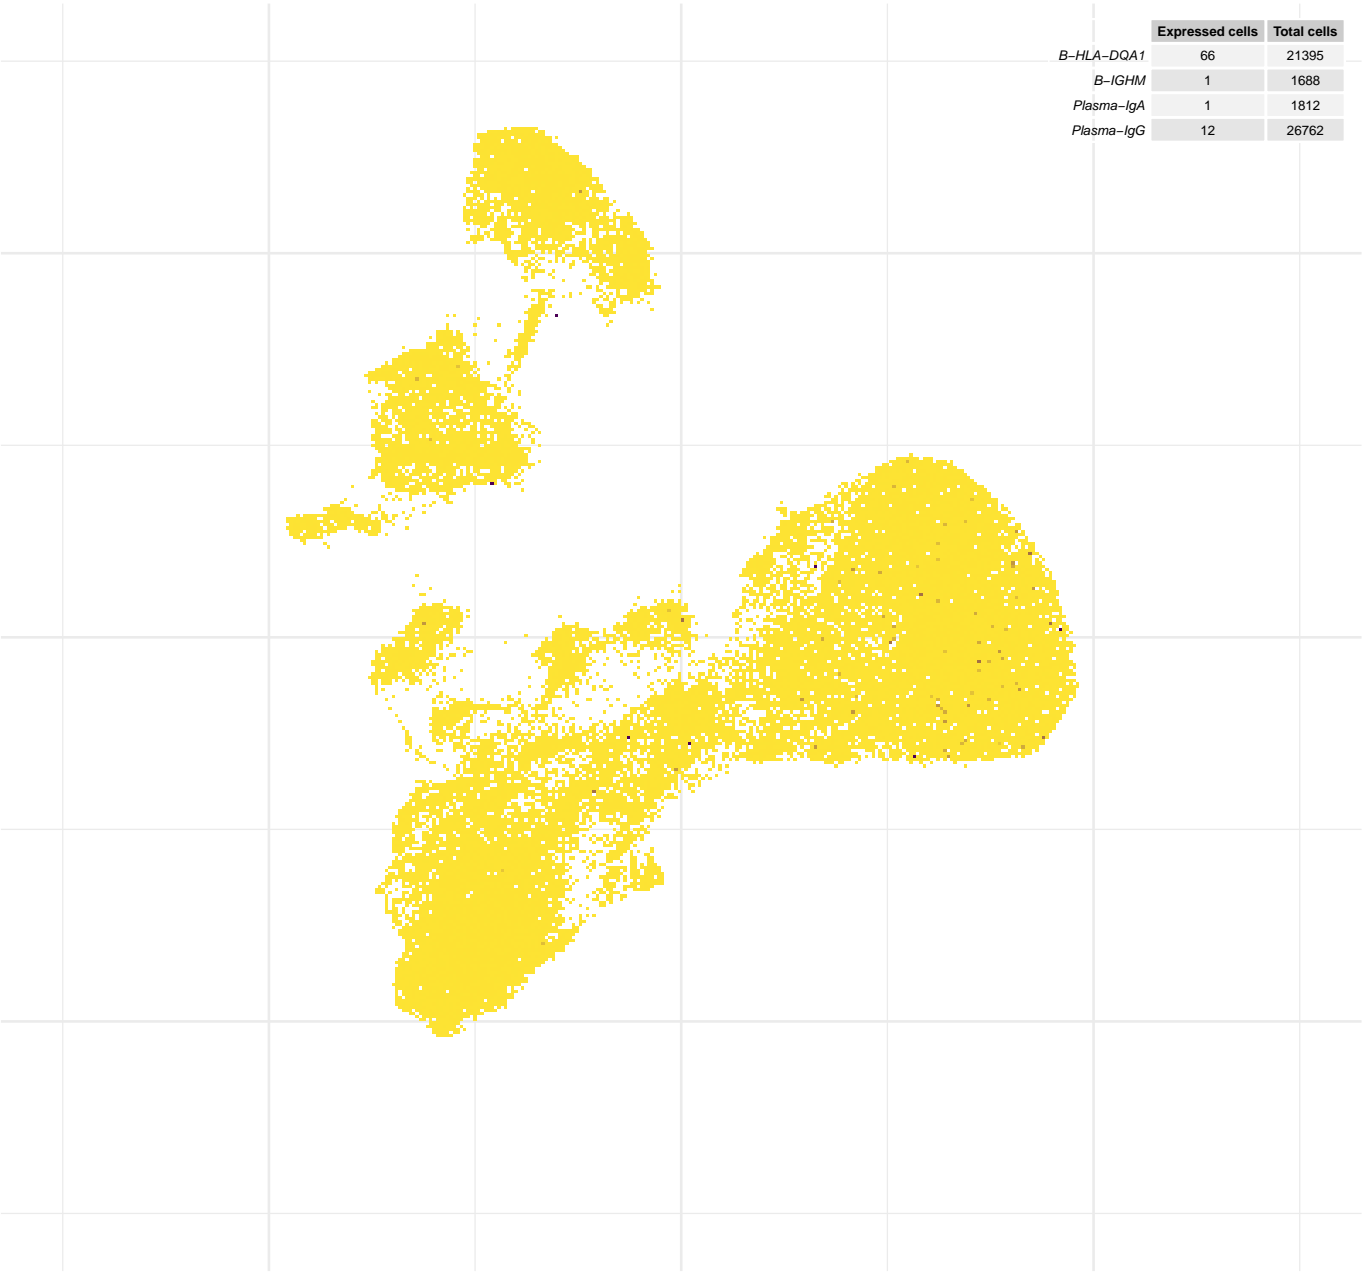 Expressed cells Total cells
B−HLA−DQA1 66 21395
B−IGHM 1 1688
Plasma−IgA 1 1812
Plasma−IgG 12 26762